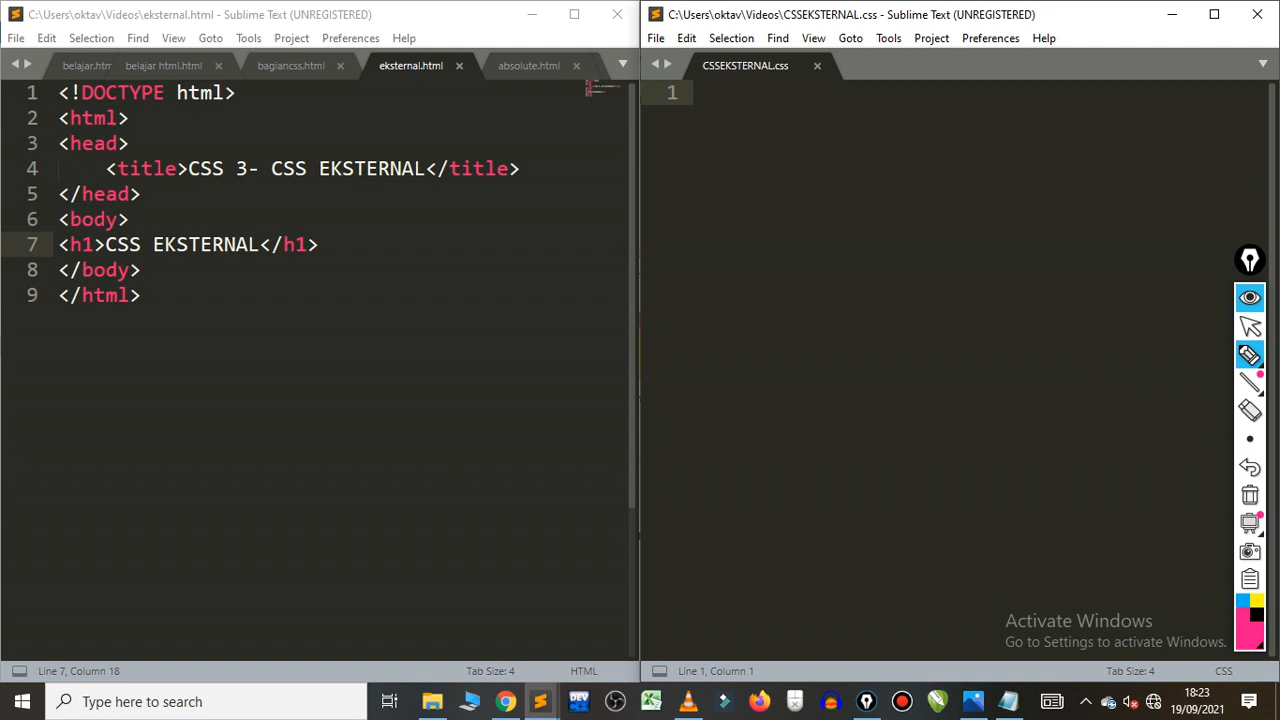 C:\Users\oktav\Videos\eksternal.html - Sublime Text (UNREGISTERED)
File Edit Selection Find View Goto Tools Project Preferences Help
belajar.htm belajar html.html bagiancss.html eksternal.html absolute.html
1 <!DOCTYPE html>
2 <html>
3 <head>
4 <title>CSS 3- CSS EKSTERNAL</title>
5 </head>
6 <body>
7 <h1>CSS EKSTERNAL</h1>
8 </body>
9 </html>
Line 7, Column 18 Tab Size: 4 HTML
C:\Users\oktav\Videos\CSSEKSTERNAL.css - Sublime Text (UNREGISTERED)
File Edit Selection Find View Goto Tools Project Preferences Help
CSSEKSTERNAL.css
1
Activate Windows
Go to Settings to activate Windows.
Line 1, Column 1 Tab Size: 4 CSS
Type here to search
DEV
18:23
19/09/2021